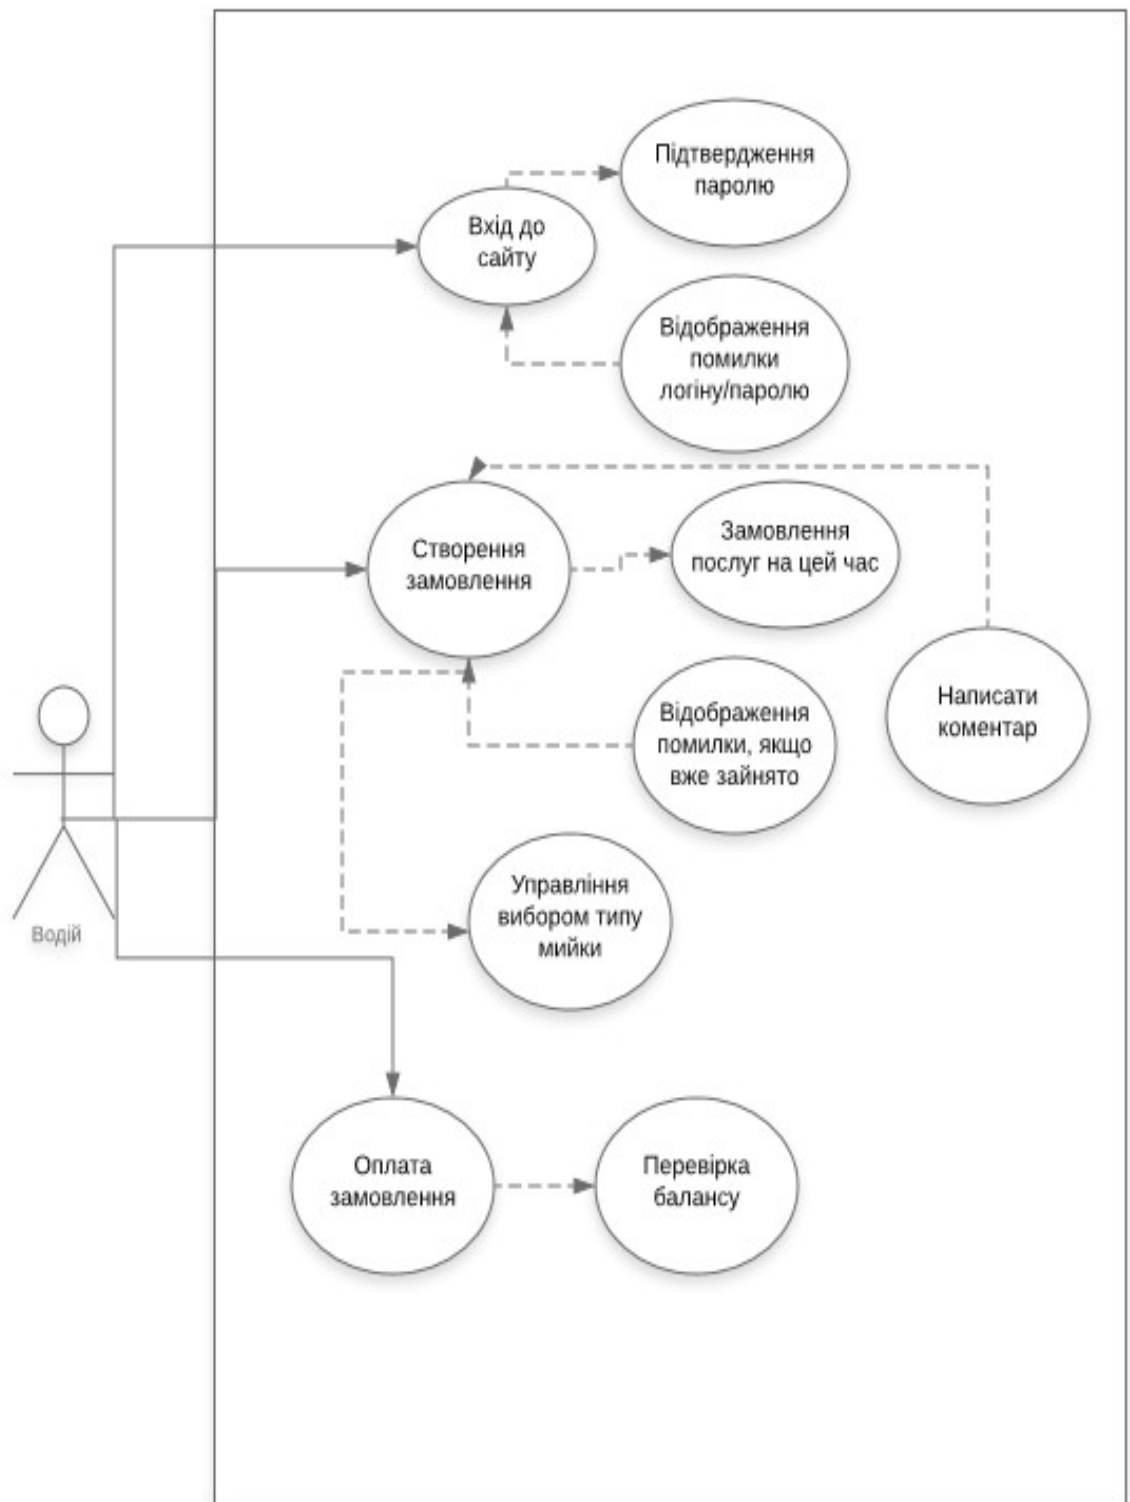 Підтвердження
паролю
Вхід до
сайту
Відображення
помилки
логіну/паролю
Створення
замовлення
Замовлення
послуг на цей час
Написати
коментар
Відображення
помилки, якщо
вже зайнято
Управління
вибором типу
мийки
Водій
Оплата
замовлення
Перевірка
балансу